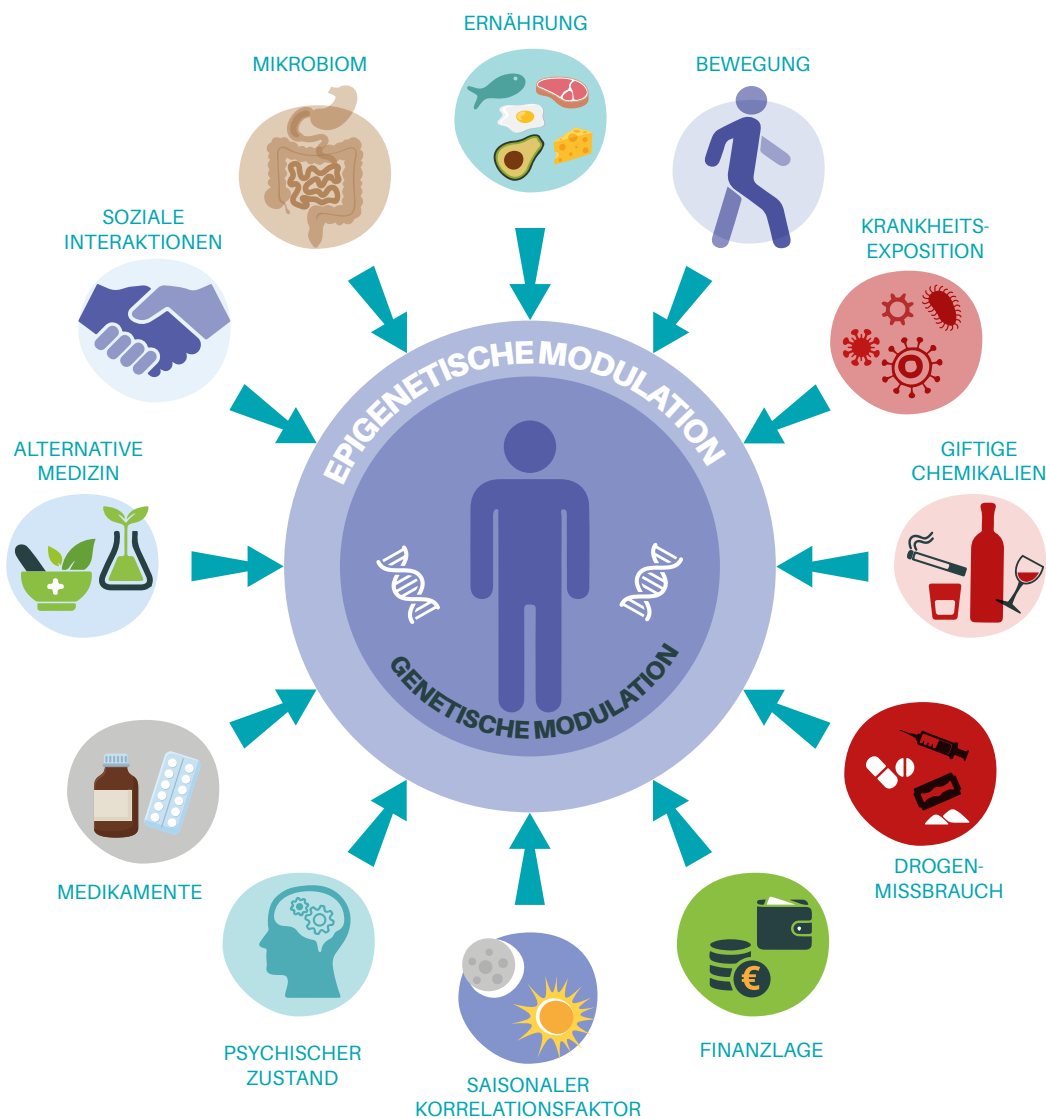 ERNÄHRUNG
MIKROBIOM
BEWEGUNG
SOZIALE
INTERAKTIONEN
KRANKHEITS-
EXPOSITION
EPIGENETISCHE MODULATION
ALTERNATIVE
MEDIZIN
GIFTIGE
CHEMIKALIEN
GENETISCHE MODULATION
MEDIKAMENTE
DROGEN-
MISSBRAUCH
€
PSYCHISCHER
ZUSTAND
FINANZLAGE
SAISONALER
KORRELATIONSFAKTOR